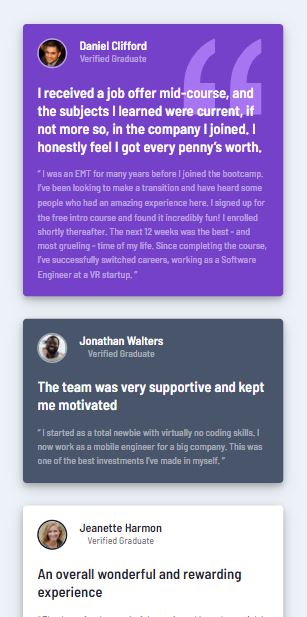 Daniel Clifford
Verified Graduate
I received a job offer mid-course, and
the subjects I learned were current, if
not more so, in the company I joined. I
honestly feel I got every penny's worth.
“ I was an EMT for many years before I joined the bootcamp.
I've been looking to make a transition and have heard some
people who had an amazing experience here. I signed up for
the free intro course and found it incredibly fun! I enrolled
shortly thereafter. The next 12 weeks was the best - and
most grueling - time of my life. Since completing the course,
I've successfully switched careers, working as a Software
Engineer at a VR startup. ”
Jonathan Walters
Verified Graduate
The team was very supportive and kept
me motivated
“ I started as a total newbie with virtually no coding skills. I
now work as a mobile engineer for a big company. This was
one of the best investments I've made in myself. ”
Jeanette Harmon
Verified Graduate
An overall wonderful and rewarding
experience